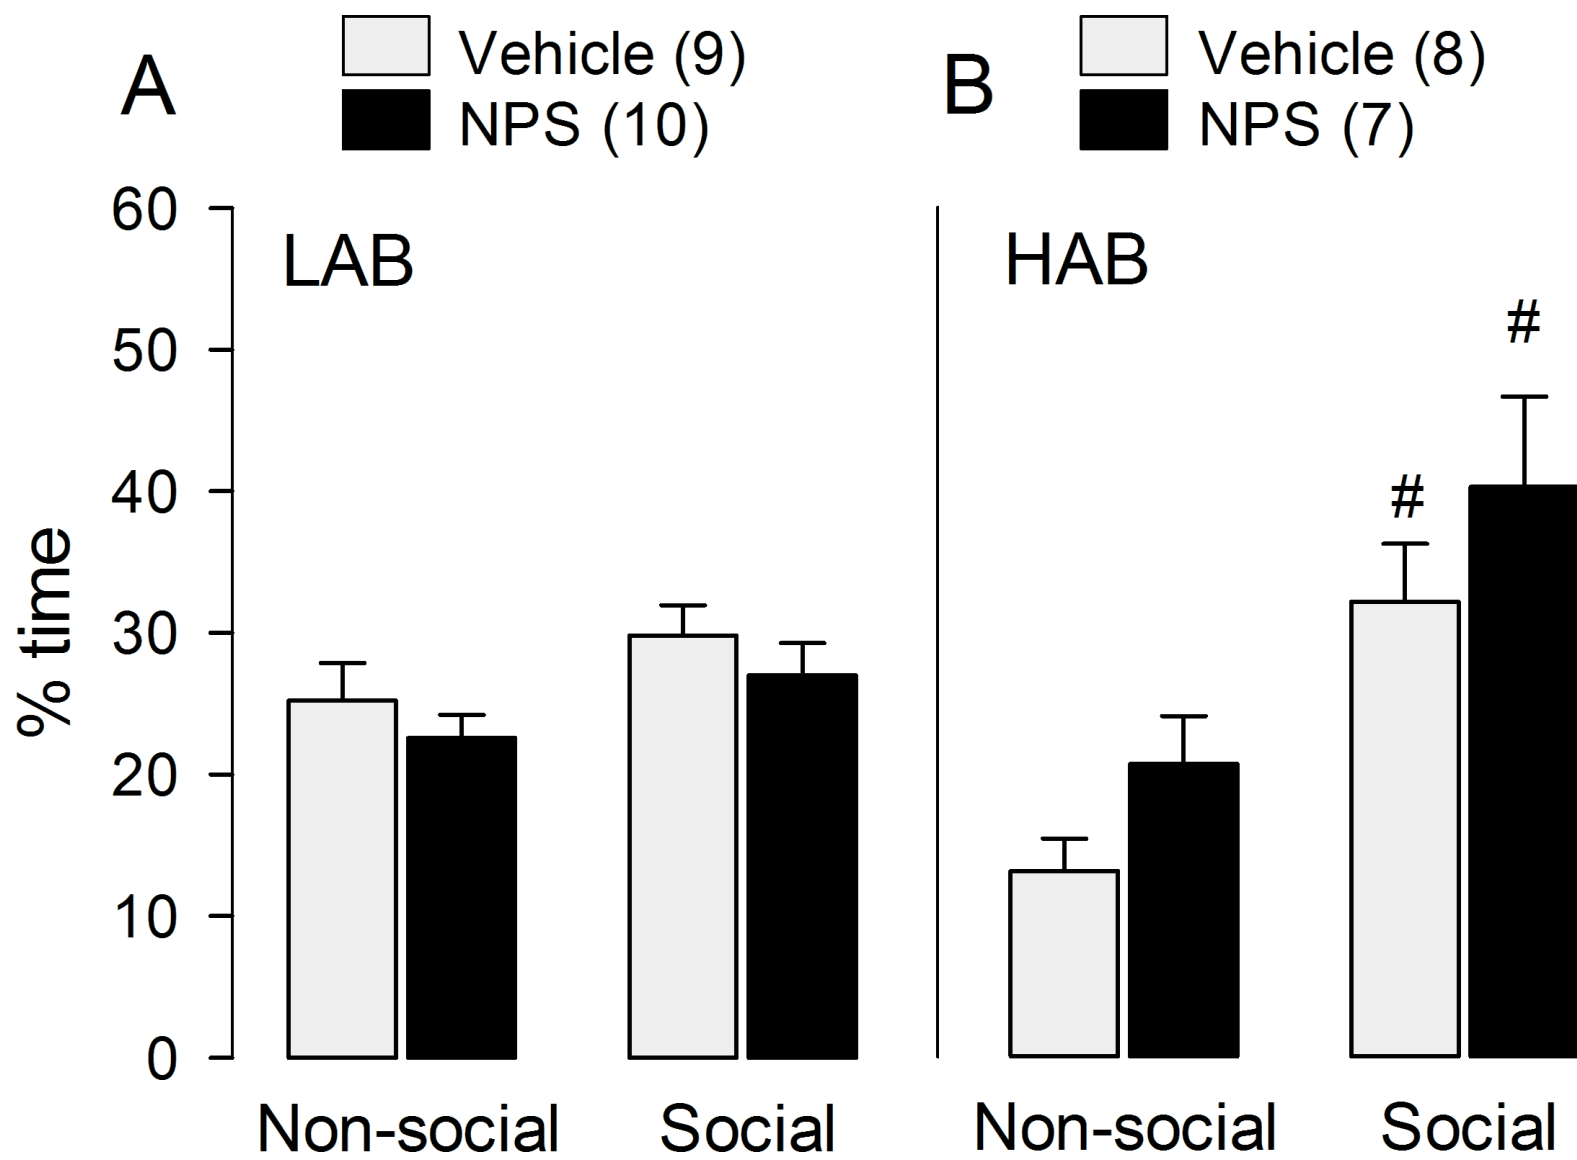 A
Vehicle (9)
NPS (10)
B
Vehicle (8)
NPS (7)
60
50
40
30
20
10
0
% time
LAB
HAB
#
#
Non-social
Social
Non-social
Social